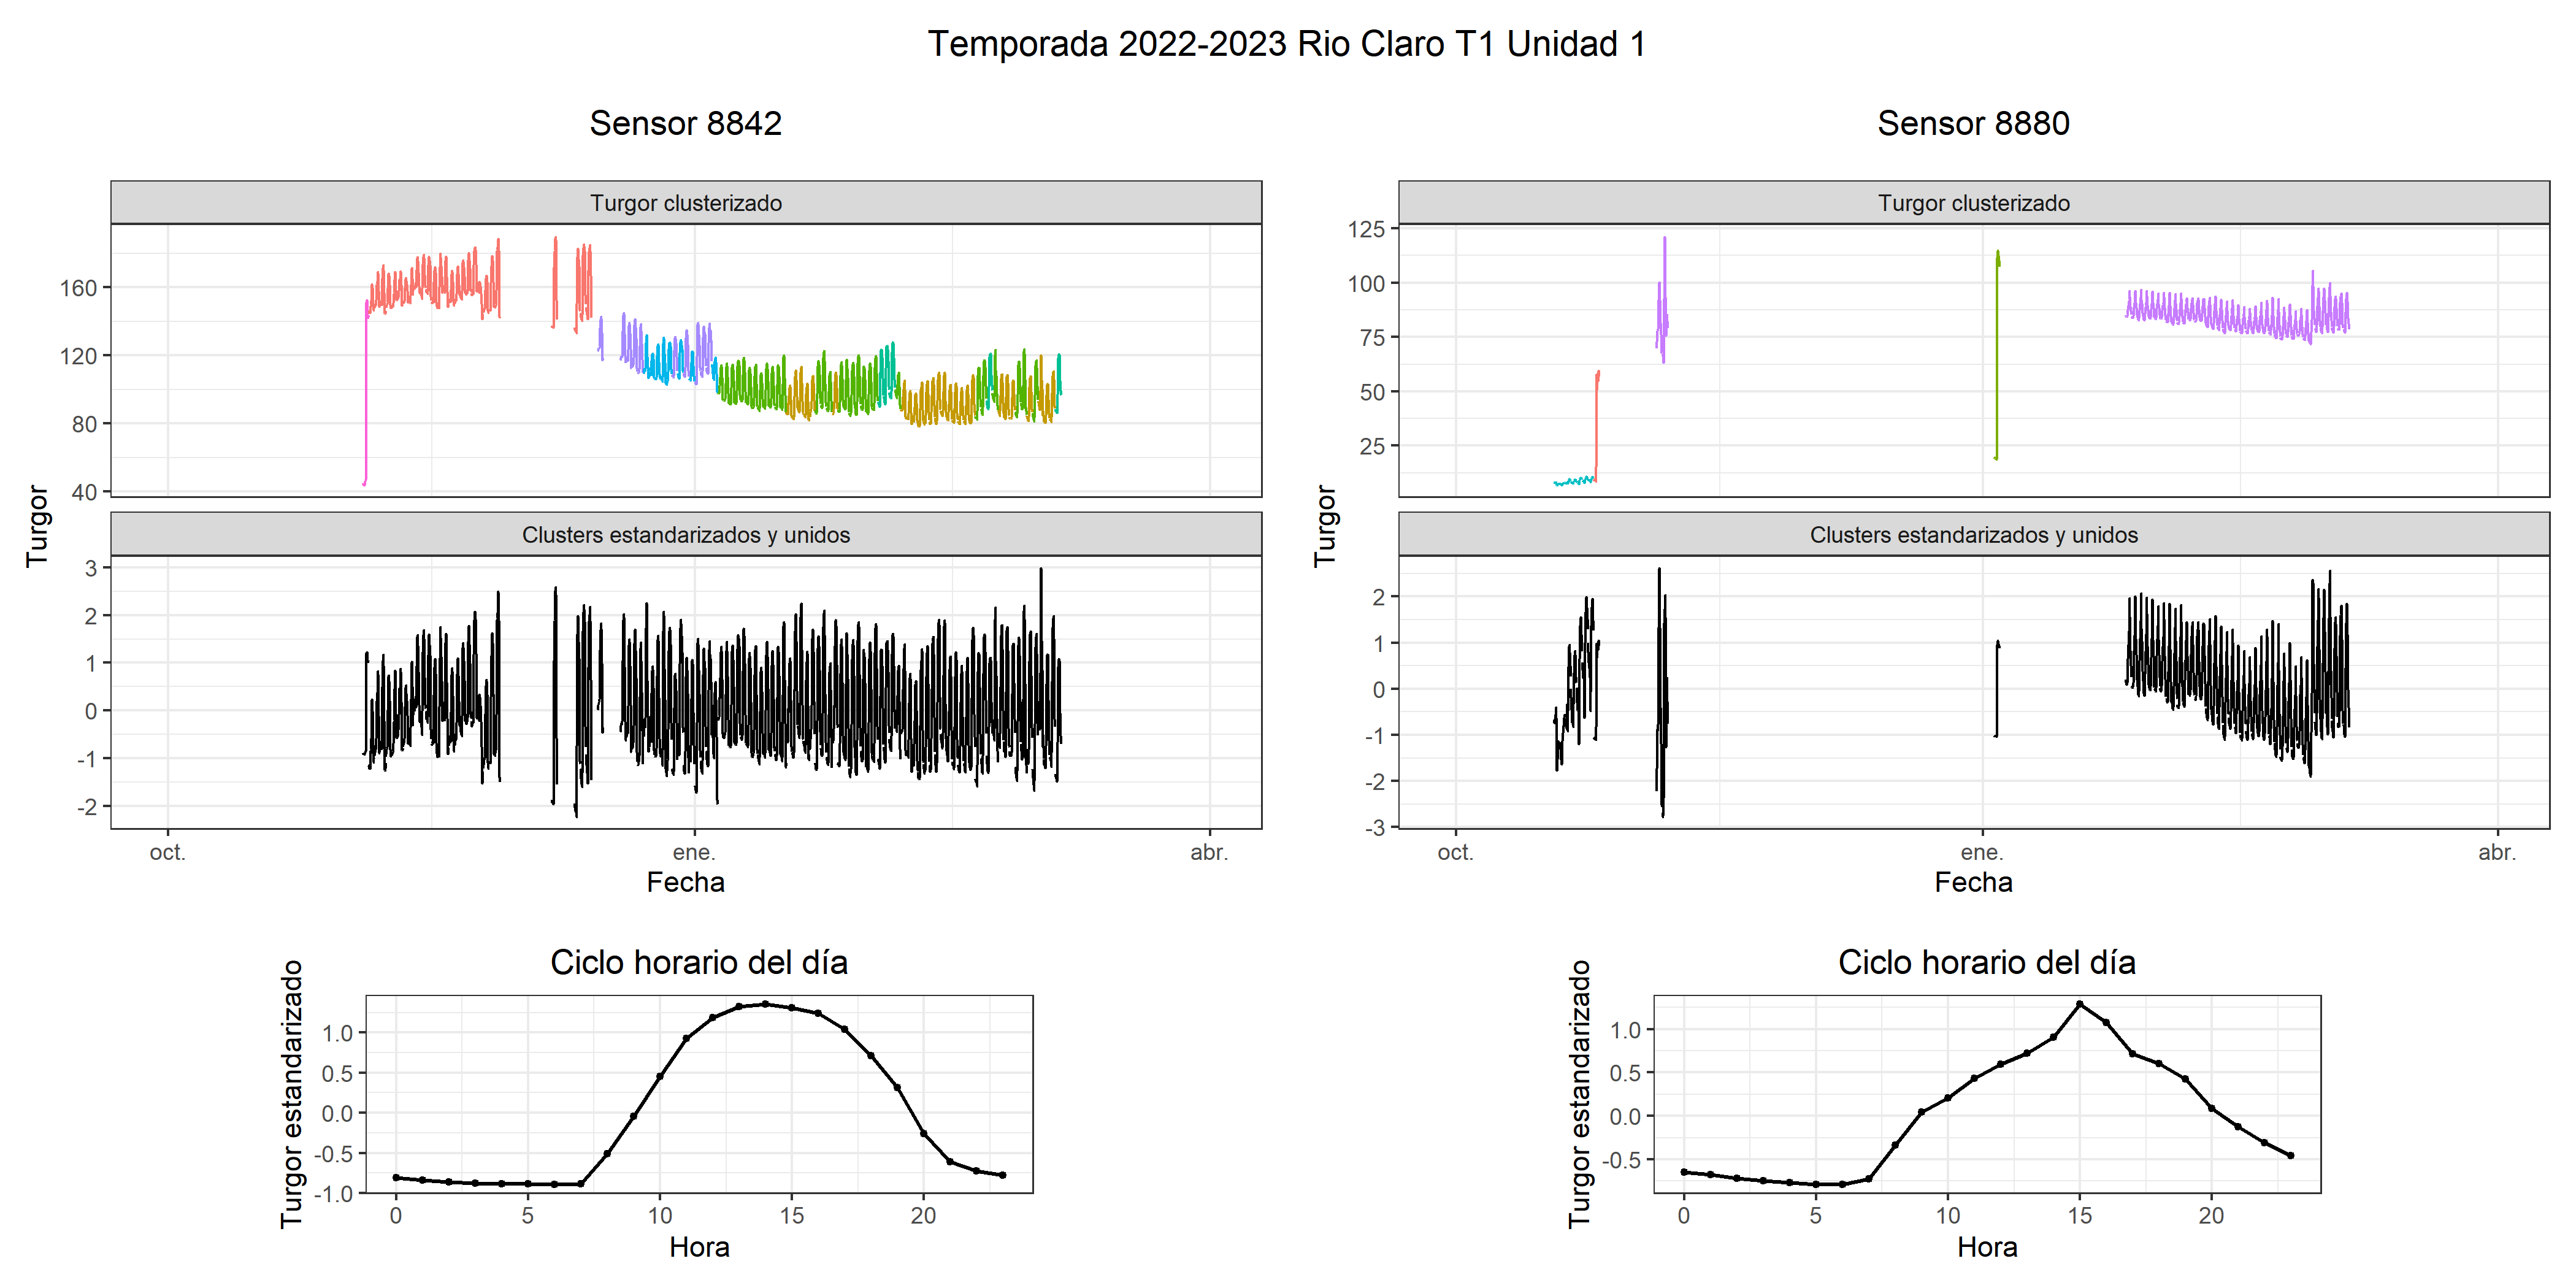 Temporada 2022-2023 Rio Claro T1 Unidad 1
Sensor 8842
Turgor clusterizado
160
120
80
40
Clusters estandarizados y unidos
3
2
1
0
-1
-2
Turgor
oct. ene. abr.
Fecha
Ciclo horario del día
Turgor estandarizado
1.0
0.5
0.0
-0.5
-1.0
0 5 10 15 20
Hora
Sensor 8880
Turgor clusterizado
125
100
75
50
25
Clusters estandarizados y unidos
2
1
0
-1
-2
-3
Turgor
oct. ene. abr.
Fecha
Ciclo horario del día
Turgor estandarizado
1.0
0.5
0.0
-0.5
0 5 10 15 20
Hora